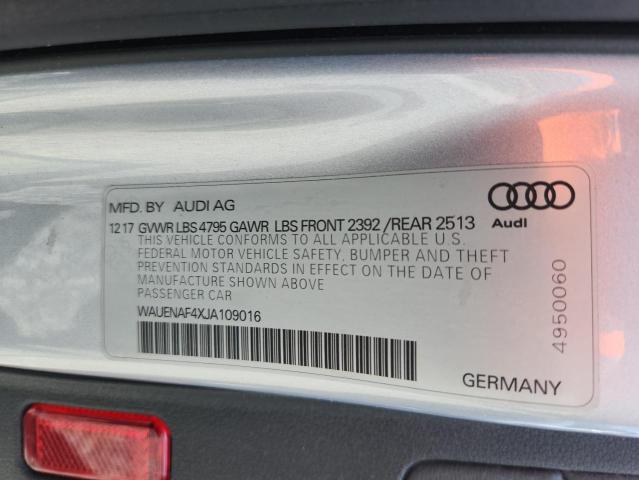 MFD. BY AUDI AG
Audi
12 17 GVWR LBS 4795 GAWR LBS FRONT 2392 /REAR 2513
THIS VEHICLE CONFORMS TO ALL APPLICABLE U.S.
FEDERAL MOTOR VEHICLE SAFETY, BUMPER AND THEFT
PREVENTION STANDARDS IN EFFECT ON THE DATE OF
MANUFACTURE SHOWN ABOVE
PASSENGER CAR
WAUENAF4XJA109016
4950060
GERMANY